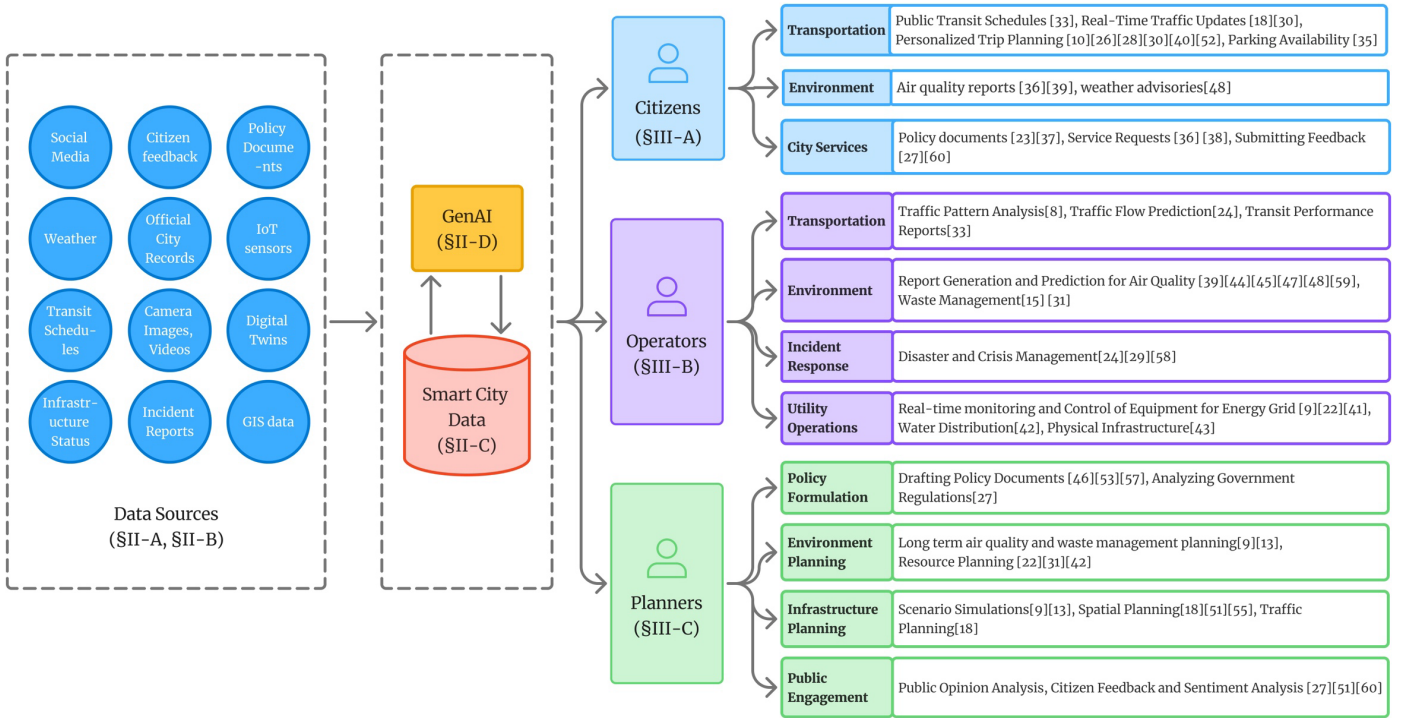 Social
Media
Citizen
feedback
Policy
Docume
-nts
Weather
Official
City
Records
IoT
sensors
Transit
Schedu-
les
Camera
Images,
Videos
Digital
Twins
Infrastr-
ucture
Status
Incident
Reports
GIS data
Data Sources
(§II-A, §II-B)
GenAI
(§II-D)
Smart City
Data
(§II-C)
Citizens
(§III-A)
Transportation
Public Transit Schedules [33], Real-Time Traffic Updates [18][30],
Personalized Trip Planning [10][26][28][30][40][52], Parking Availability [35]
Environment
Air quality reports [36][39], weather advisories[48]
City Services
Policy documents [23][37], Service Requests [36] [38], Submitting Feedback
[27][60]
Operators
(§III-B)
Transportation
Traffic Pattern Analysis[8], Traffic Flow Prediction[24], Transit Performance
Reports[33]
Environment
Report Generation and Prediction for Air Quality [39][44][45][47][48][59],
Waste Management[15] [31]
Incident
Response
Disaster and Crisis Management[24][29][58]
Utility
Operations
Real-time monitoring and Control of Equipment for Energy Grid [9][22][41],
Water Distribution[42], Physical Infrastructure[43]
Planners
(§III-C)
Policy
Formulation
Drafting Policy Documents [46][53][57], Analyzing Government
Regulations[27]
Environment
Planning
Long term air quality and waste management planning[9][13],
Resource Planning [22][31][42]
Infrastructure
Planning
Scenario Simulations[9][13], Spatial Planning[18][51][55], Traffic
Planning[18]
Public
Engagement
Public Opinion Analysis, Citizen Feedback and Sentiment Analysis [27][51][60]